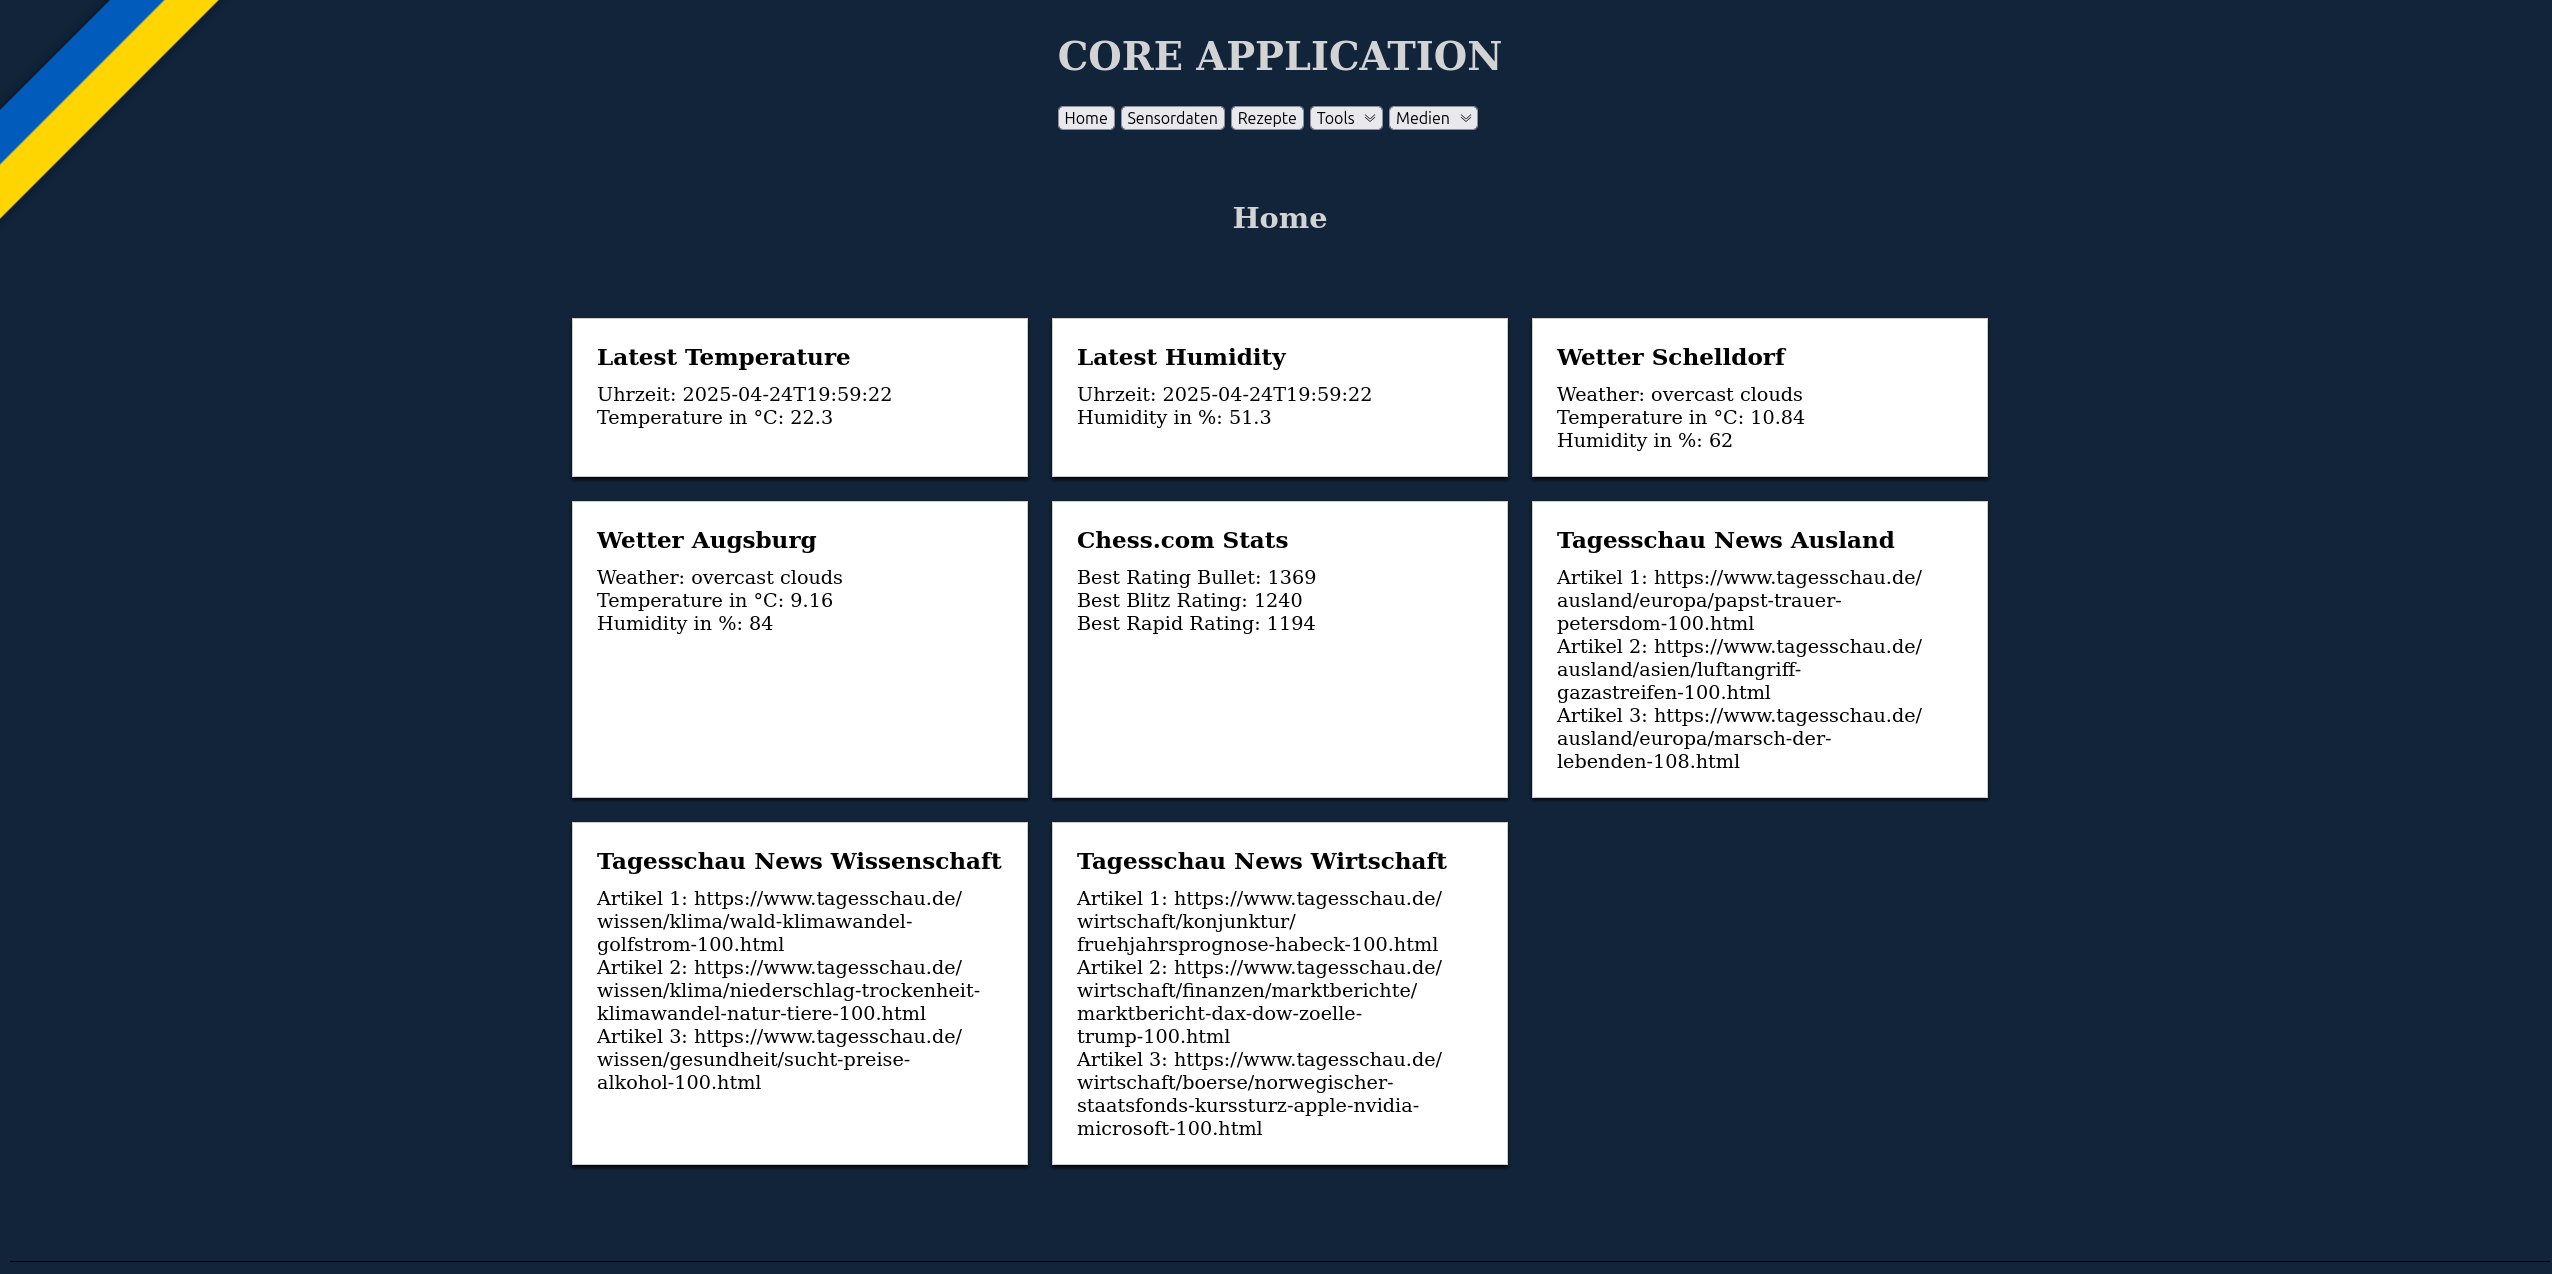 CORE APPLICATION
Home Sensordaten Rezepte Tools Medien
Home
Latest Temperature
Uhrzeit: 2025-04-24T19:59:22
Temperature in °C: 22.3
Latest Humidity
Uhrzeit: 2025-04-24T19:59:22
Humidity in %: 51.3
Wetter Schelldorf
Weather: overcast clouds
Temperature in °C: 10.84
Humidity in %: 62
Wetter Augsburg
Weather: overcast clouds
Temperature in °C: 9.16
Humidity in %: 84
Chess.com Stats
Best Rating Bullet: 1369
Best Blitz Rating: 1240
Best Rapid Rating: 1194
Tagesschau News Ausland
Artikel 1: https://www.tagesschau.de/
ausland/europa/papst-trauer-
petersdom-100.html
Artikel 2: https://www.tagesschau.de/
ausland/asien/luftangriff-
gazastreifen-100.html
Artikel 3: https://www.tagesschau.de/
ausland/europa/marsch-der-
lebenden-108.html
Tagesschau News Wissenschaft
Artikel 1: https://www.tagesschau.de/
wissen/klima/wald-klimawandel-
golfstrom-100.html
Artikel 2: https://www.tagesschau.de/
wissen/klima/niederschlag-trockenheit-
klimawandel-natur-tiere-100.html
Artikel 3: https://www.tagesschau.de/
wissen/gesundheit/sucht-preise-
alkohol-100.html
Tagesschau News Wirtschaft
Artikel 1: https://www.tagesschau.de/
wirtschaft/konjunktur/
fruehjahrsprognose-habeck-100.html
Artikel 2: https://www.tagesschau.de/
wirtschaft/finanzen/marktberichte/
marktbericht-dax-dow-zoelle-
trump-100.html
Artikel 3: https://www.tagesschau.de/
wirtschaft/boerse/norwegischer-
staatsfonds-kurssturz-apple-nvidia-
microsoft-100.html